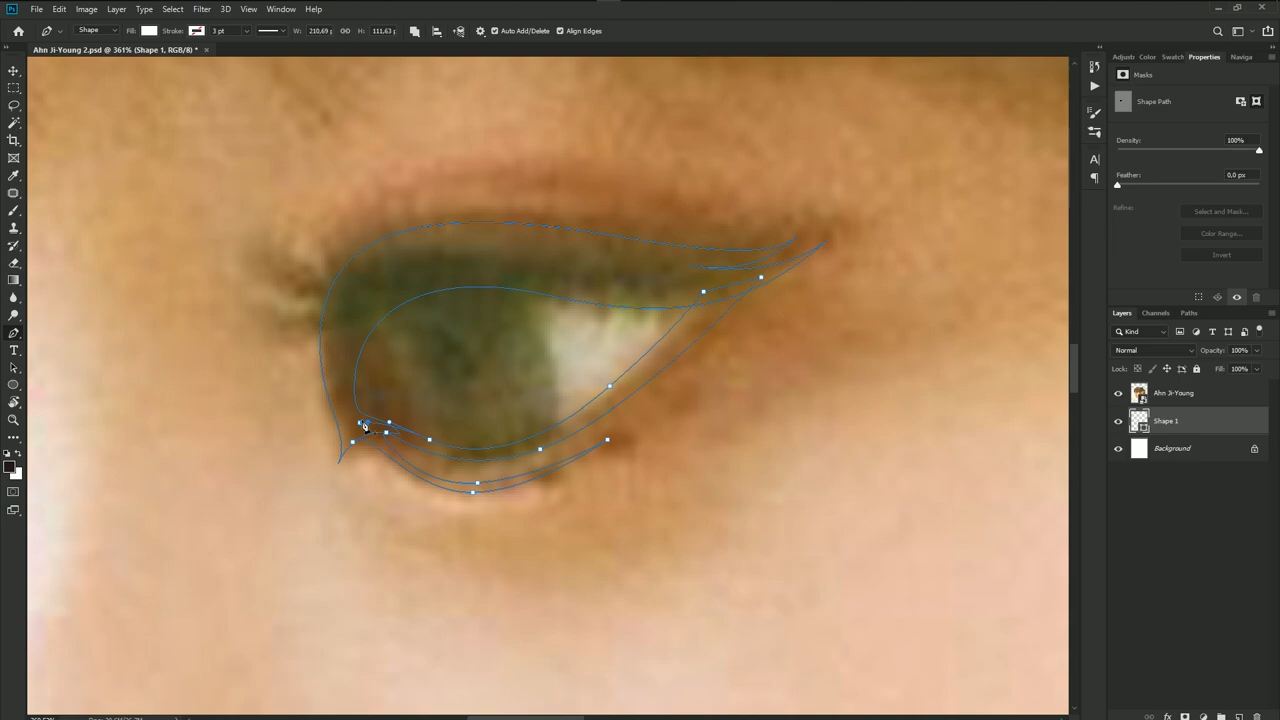 Ps File Edit Image Layer Type Select Filter 3D View Window Help
Shape Fill: Stroke: 3 pt W: 210,69 H: 111,63 Auto Add/Delete Align Edges
Ahn Ji-Young 2.psd @ 361% (Shape 1, RGB/8) * ×
Adjustm Color Swatch Properties Naviga
Masks
Shape Path
Density: 100%
Feather: 0,0 px
Refine: Select and Mask...
Color Range...
Invert
Layers Channels Paths
Kind
Normal Opacity: 100%
Lock: Fill: 100%
Ahn Ji-Young
Shape 1
Background
fx